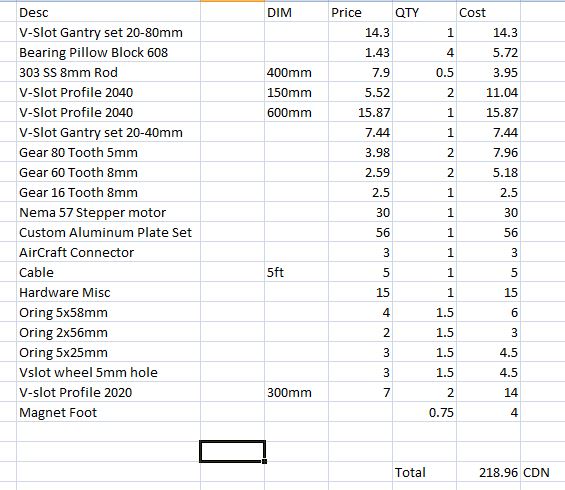 Desc DIM Price QTY Cost
V-Slot Gantry set 20-80mm 14.3 1 14.3
Bearing Pillow Block 608 1.43 4 5.72
303 SS 8mm Rod 400mm 7.9 0.5 3.95
V-Slot Profile 2040 150mm 5.52 2 11.04
V-Slot Profile 2040 600mm 15.87 1 15.87
V-Slot Gantry set 20-40mm 7.44 1 7.44
Gear 80 Tooth 5mm 3.98 2 7.96
Gear 60 Tooth 8mm 2.59 2 5.18
Gear 16 Tooth 8mm 2.5 1 2.5
Nema 57 Stepper motor 30 1 30
Custom Aluminum Plate Set 56 1 56
AirCraft Connector 3 1 3
Cable 5ft 5 1 5
Hardware Misc 15 1 15
Oring 5x58mm 4 1.5 6
Oring 2x56mm 2 1.5 3
Oring 5x25mm 3 1.5 4.5
Vslot wheel 5mm hole 3 1.5 4.5
V-slot Profile 2020 300mm 7 2 14
Magnet Foot 0.75 4
Total 218.96 CDN